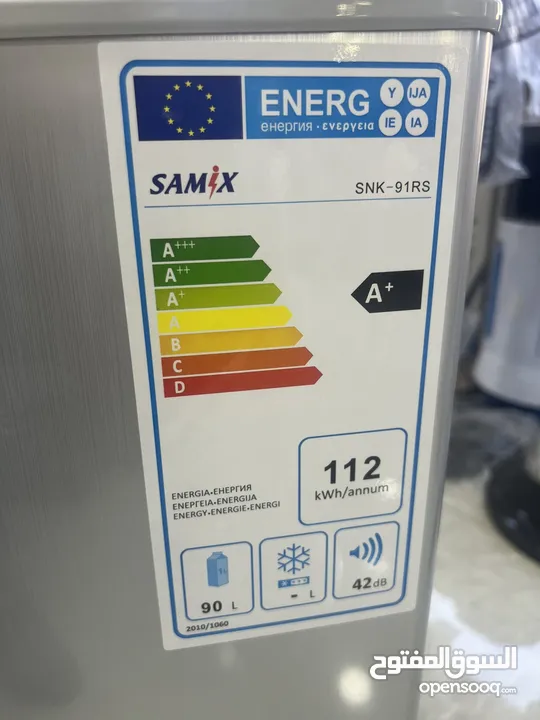 ENERG
Y IJA
IE IA
енергия · ενεργεια
SAMiX
SNK-91RS
A+++
A++
A+
A
B
C
D
A+
112
kWh/annum
ENERGIA·ЕНЕРГИЯ
ΕΝΕΡΓΕΙΑ·ENERGIJA
ENERGY·ENERGIE·ENERGI
90 L
- L
42dB
2010/1060
السوق المفتوح
opensooq.com